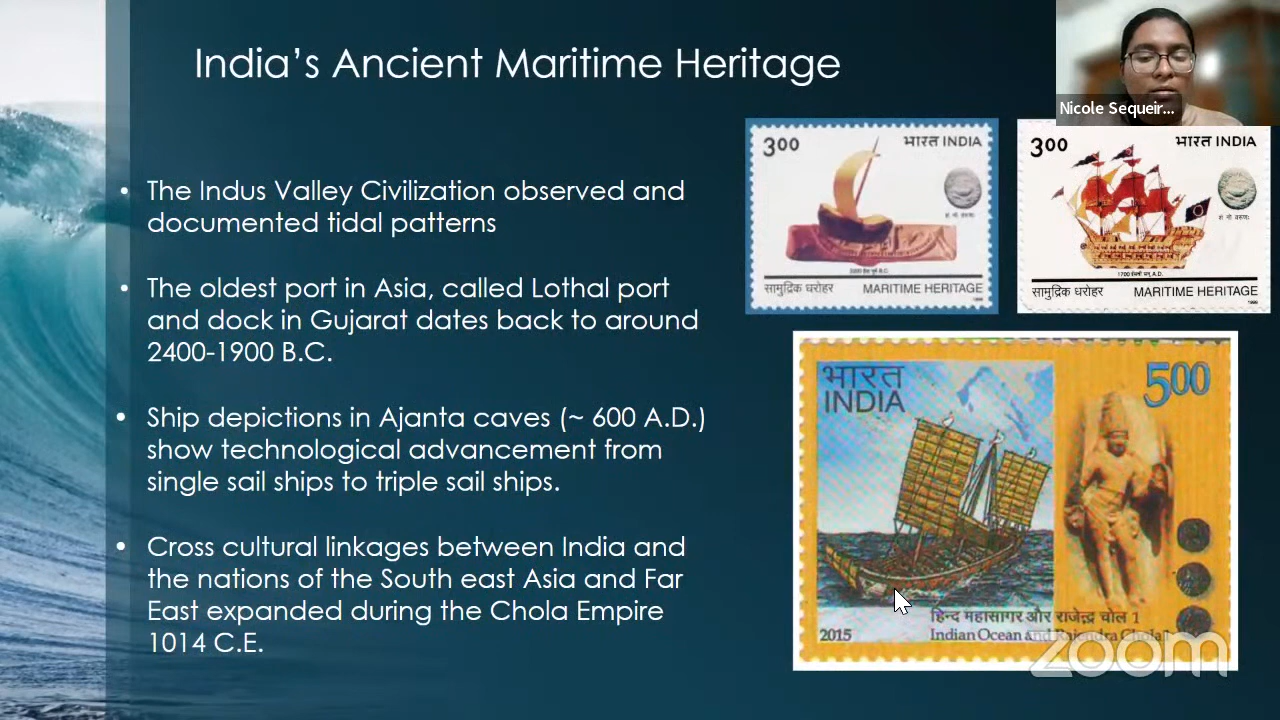 India’s Ancient Maritime Heritage
Nicole Sequeir...
• The Indus Valley Civilization observed and
documented tidal patterns
• The oldest port in Asia, called Lothal port
and dock in Gujarat dates back to around
2400-1900 B.C.
• Ship depictions in Ajanta caves (~ 600 A.D.)
show technological advancement from
single sail ships to triple sail ships.
• Cross cultural linkages between India and
the nations of the South east Asia and Far
East expanded during the Chola Empire
1014 C.E.
300 भारत INDIA
सामुद्रिक धरोहर MARITIME HERITAGE
300 भारत INDIA
1700 A.D.
सामुद्रिक धरोहर MARITIME HERITAGE
भारत
INDIA
500
हिन्द महासागर और राजेन्द्र चोल 1
2015 Indian Ocean and Rajendra Chola I
zoom